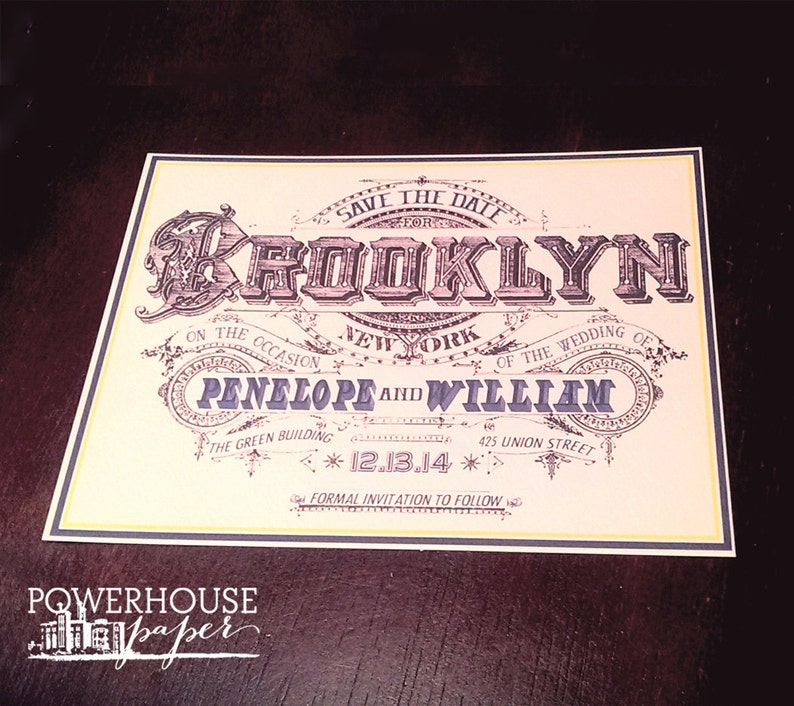 SAVE THE DATE
FOR
BROOKLYN
NEW YORK
ON THE OCCASION OF THE WEDDING OF
PENELOPE AND WILLIAM
THE GREEN BUILDING 425 UNION STREET
12.13.14
FORMAL INVITATION TO FOLLOW
POWERHOUSE
paper